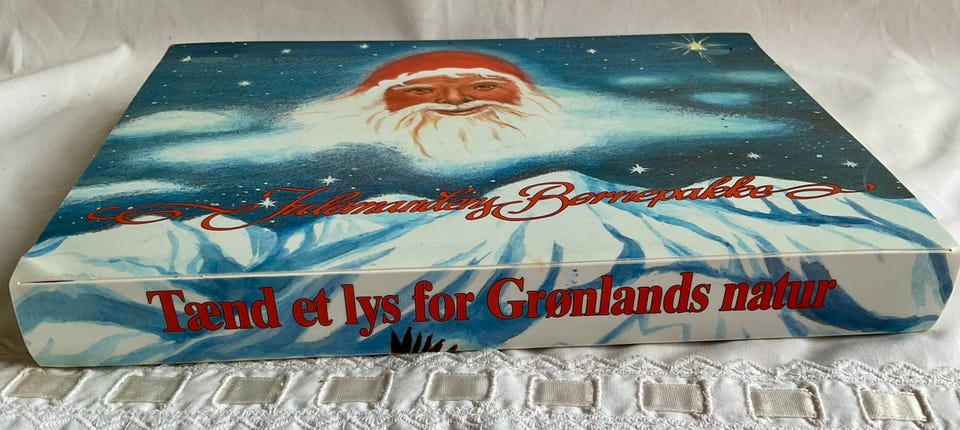 Julemandens Børnepakke
Tænd et lys for Grønlands natur